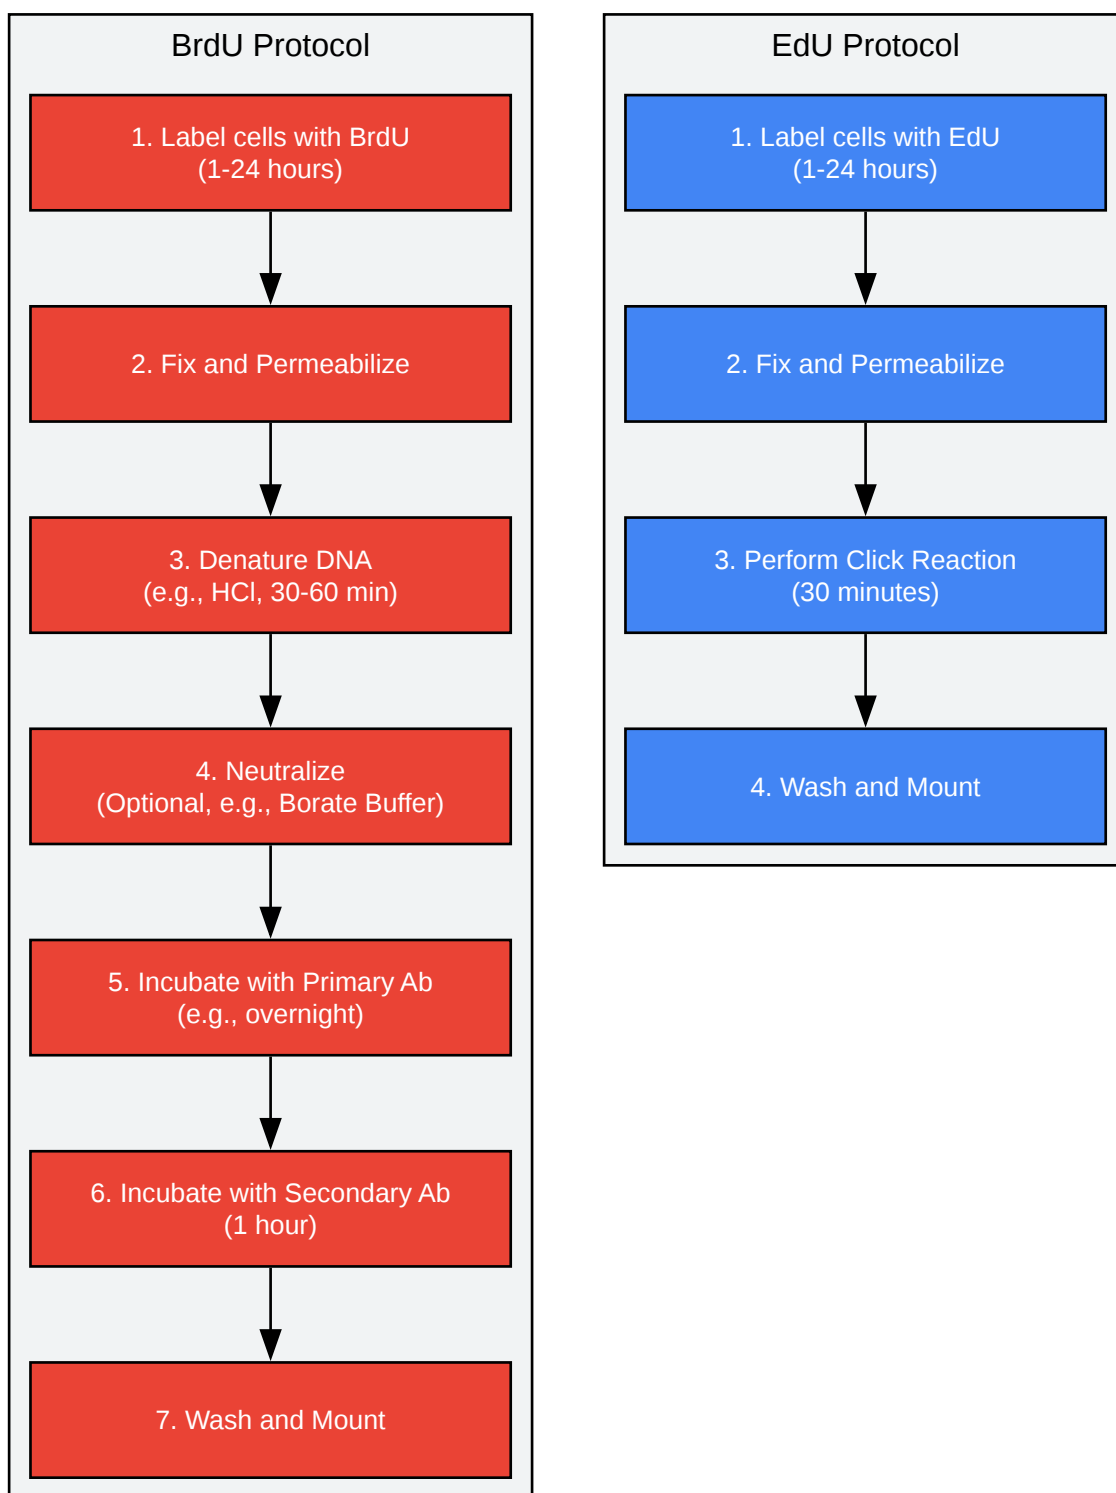 BrdU Protocol
1. Label cells with BrdU
(1-24 hours)
2. Fix and Permeabilize
3. Denature DNA
(e.g., HCl, 30-60 min)
4. Neutralize
(Optional, e.g., Borate Buffer)
5. Incubate with Primary Ab
(e.g., overnight)
6. Incubate with Secondary Ab
(1 hour)
7. Wash and Mount
EdU Protocol
1. Label cells with EdU
(1-24 hours)
2. Fix and Permeabilize
3. Perform Click Reaction
(30 minutes)
4. Wash and Mount